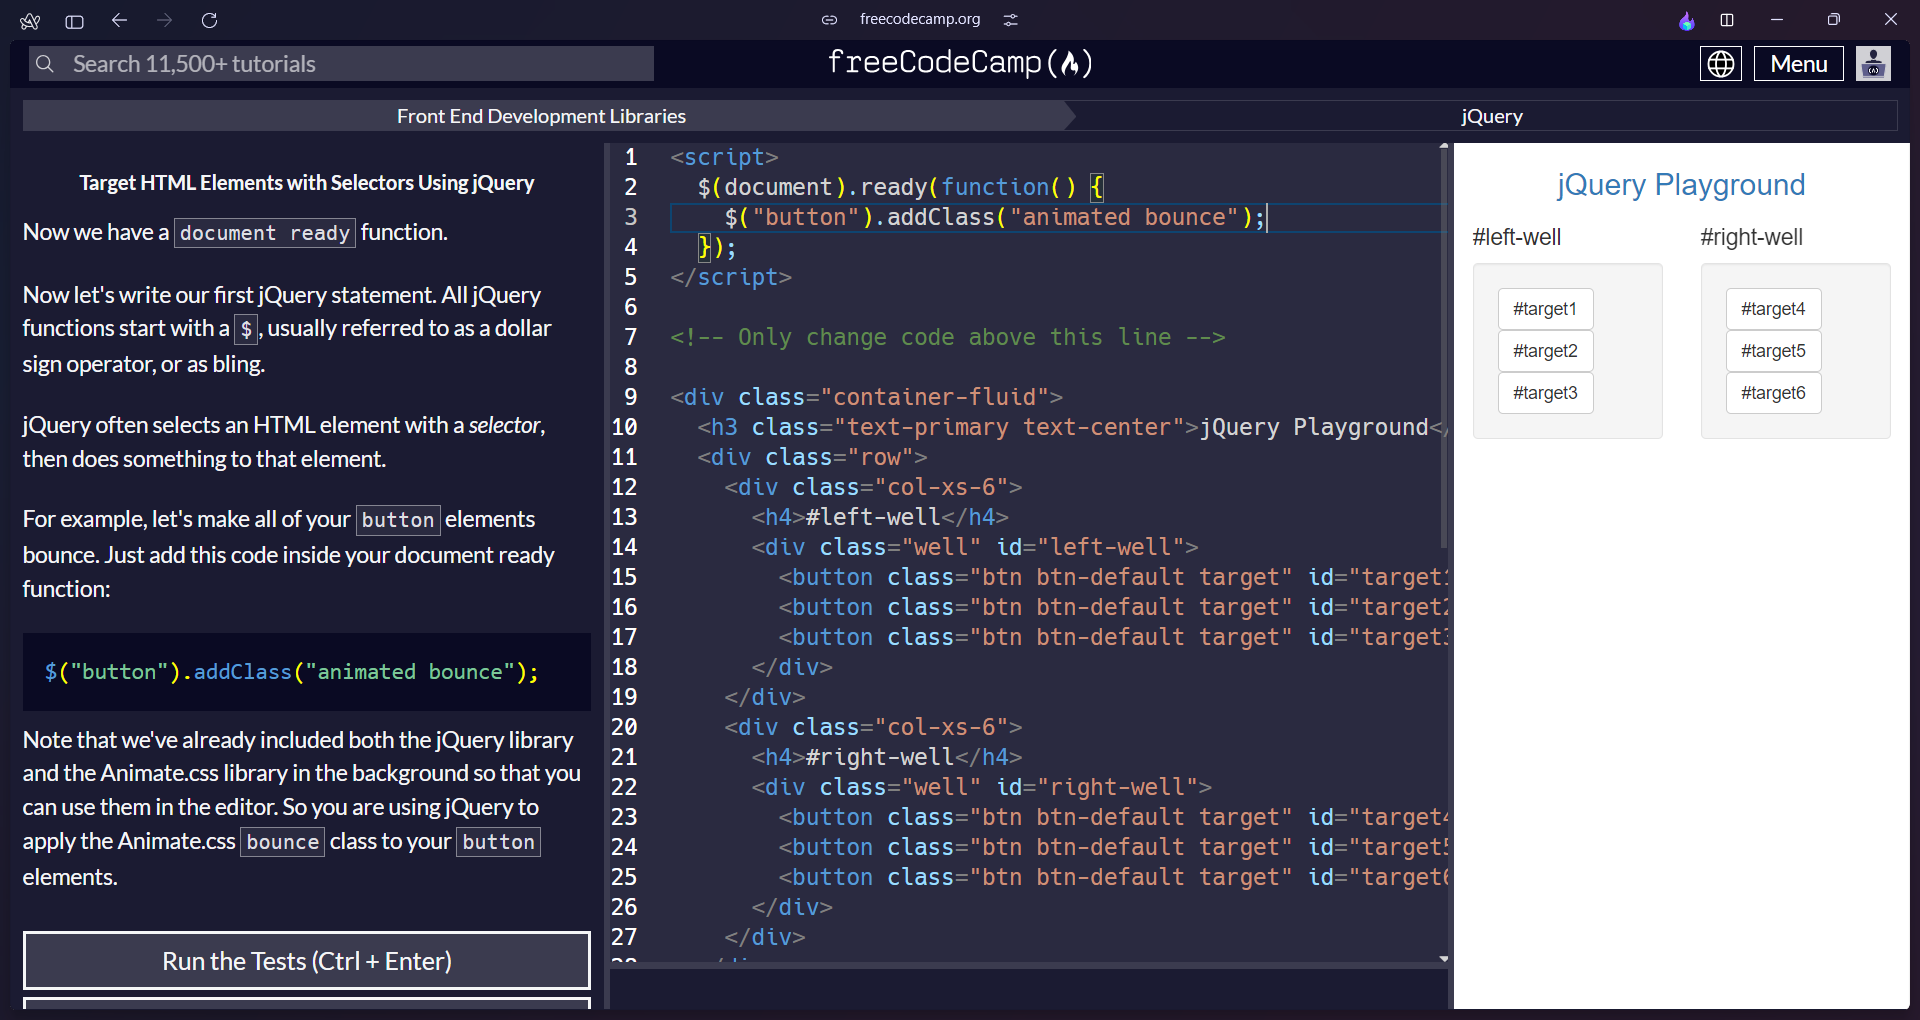 freecodecamp.org
Search 11,500+ tutorials
freeCodeCamp
Menu
Front End Development Libraries
jQuery
Target HTML Elements with Selectors Using jQuery
Now we have a document ready function.
Now let's write our first jQuery statement. All jQuery
functions start with a $, usually referred to as a dollar
sign operator, or as bling.
jQuery often selects an HTML element with a selector,
then does something to that element.
For example, let's make all of your button elements
bounce. Just add this code inside your document ready
function:
$("button").addClass("animated bounce");
Note that we've already included both the jQuery library
and the Animate.css library in the background so that you
can use them in the editor. So you are using jQuery to
apply the Animate.css bounce class to your button
elements.
Run the Tests (Ctrl + Enter)
1 <script>
2 $(document).ready(function() {
3 $("button").addClass("animated bounce");
4 });
5 </script>
6
7 <!-- Only change code above this line -->
8
9 <div class="container-fluid">
10 <h3 class="text-primary text-center">jQuery Playground<
11 <div class="row">
12 <div class="col-xs-6">
13 <h4>#left-well</h4>
14 <div class="well" id="left-well">
15 <button class="btn btn-default target" id="target1
16 <button class="btn btn-default target" id="target2
17 <button class="btn btn-default target" id="target3
18 </div>
19 </div>
20 <div class="col-xs-6">
21 <h4>#right-well</h4>
22 <div class="well" id="right-well">
23 <button class="btn btn-default target" id="target4
24 <button class="btn btn-default target" id="target5
25 <button class="btn btn-default target" id="target6
26 </div>
27 </div>
jQuery Playground
#left-well
#target1
#target2
#target3
#right-well
#target4
#target5
#target6